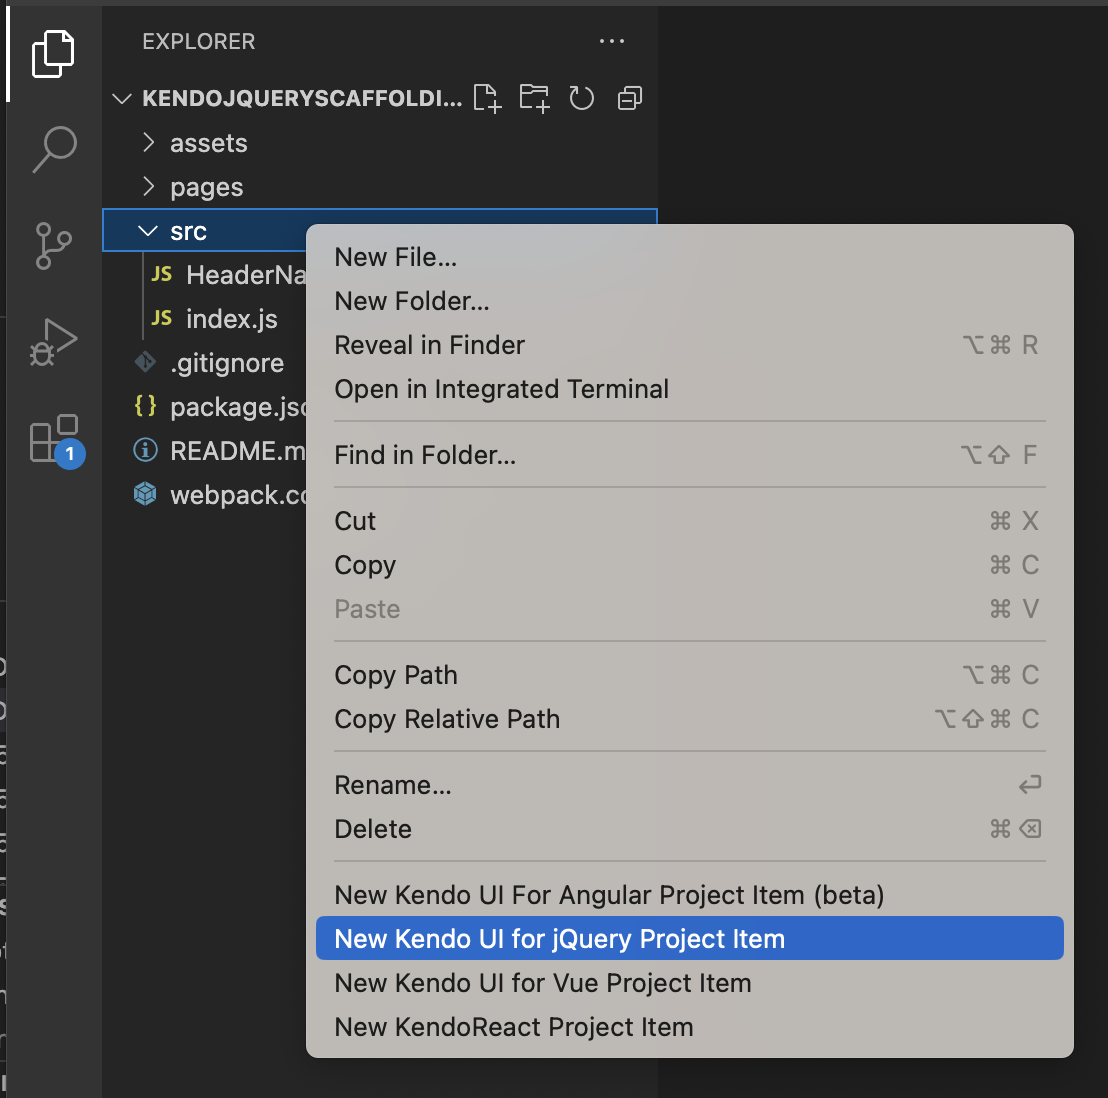 EXPLORER
KENDOJQUERYSCAFFOLDI...
assets
pages
src
JS HeaderNa
JS index.js
.gitignore
{} package.jso
README.m
webpack.co
1
New File...
New Folder...
Reveal in Finder ⌥⌘ R
Open in Integrated Terminal
Find in Folder... ⌥⇧ F
Cut ⌘ X
Copy ⌘ C
Paste ⌘ V
Copy Path ⌥⌘ C
Copy Relative Path ⌥⇧⌘ C
Rename...
Delete ⌘
New Kendo UI For Angular Project Item (beta)
New Kendo UI for jQuery Project Item
New Kendo UI for Vue Project Item
New KendoReact Project Item